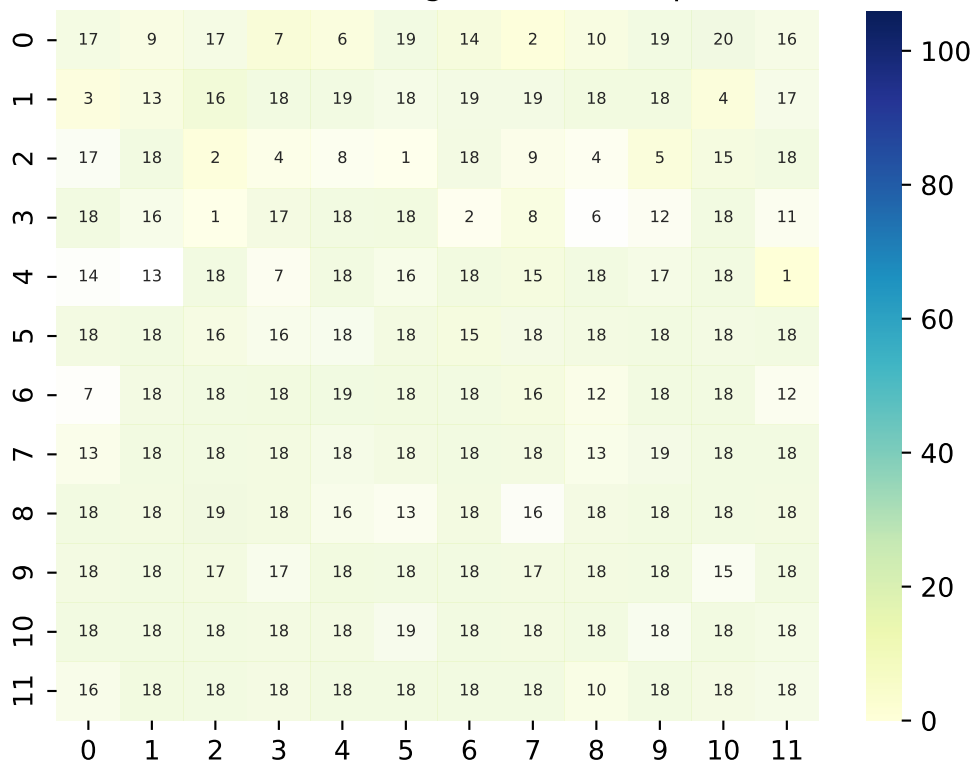 0 17 9 17 7 6 19 14 2 10 19 20 16
1 3 13 16 18 19 18 19 19 18 18 4 17
2 17 18 2 4 8 1 18 9 4 5 15 18
3 18 16 1 17 18 18 2 8 6 12 18 11
4 14 13 18 7 18 16 18 15 18 17 18 1
5 18 18 16 16 18 18 15 18 18 18 18 18
6 7 18 18 18 19 18 18 16 12 18 18 12
7 13 18 18 18 18 18 18 18 13 19 18 18
8 18 18 19 18 16 13 18 16 18 18 18 18
9 18 18 17 17 18 18 18 17 18 18 15 18
10 18 18 18 18 18 19 18 18 18 18 18 18
11 16 18 18 18 18 18 18 18 10 18 18 18
0 1 2 3 4 5 6 7 8 9 10 11
100
80
60
40
20
0